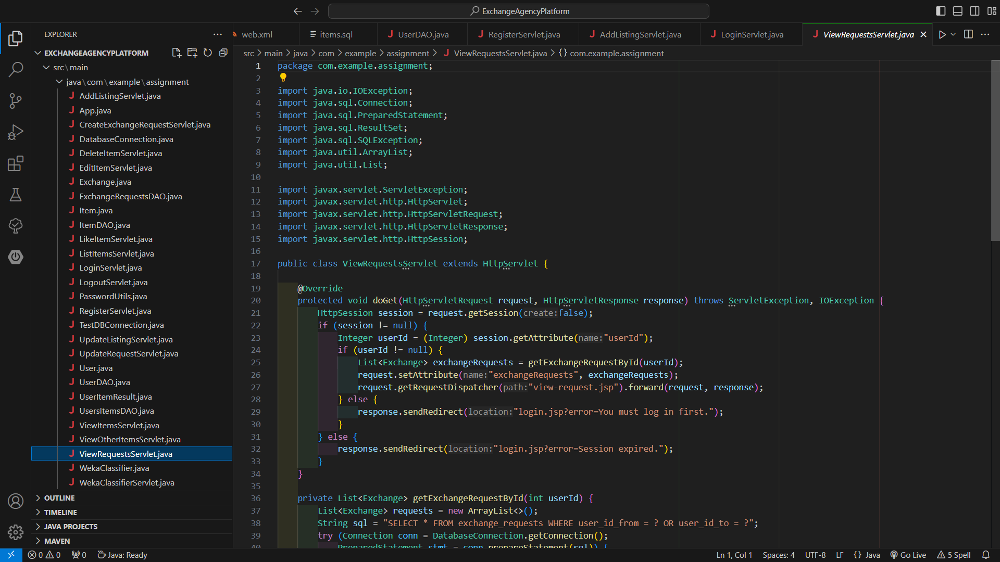 ExchangeAgencyPlatform
EXPLORER
web.xml
items.sql
UserDAO.java
RegisterServlet.java
AddListingServlet.java
LoginServlet.java
ViewRequestsServlet.java
EXCHANGEAGENCYPLATFORM
src\main
java\com\example\assignment
AddListingServlet.java
App.java
CreateExchangeRequestServlet.java
DatabaseConnection.java
DeleteItemServlet.java
EditItemServlet.java
Exchange.java
ExchangeRequestsDAO.java
Item.java
ItemDAO.java
LikeItemServlet.java
ListItemsServlet.java
LoginServlet.java
LogoutServlet.java
PasswordUtils.java
RegisterServlet.java
TestDBConnection.java
UpdateListingServlet.java
UpdateRequestServlet.java
User.java
UserDAO.java
UserItemResult.java
UsersItemsDAO.java
ViewItemsServlet.java
ViewOtherItemsServlet.java
ViewRequestsServlet.java
WekaClassifier.java
WekaClassifierServlet.java
OUTLINE
TIMELINE
JAVA PROJECTS
MAVEN
src > main > java > com > example > assignment > ViewRequestsServlet.java > {} com.example.assignment
1 package com.example.assignment;
2
3 import java.io.IOException;
4 import java.sql.Connection;
5 import java.sql.PreparedStatement;
6 import java.sql.ResultSet;
7 import java.sql.SQLException;
8 import java.util.ArrayList;
9 import java.util.List;
10
11 import javax.servlet.ServletException;
12 import javax.servlet.http.HttpServlet;
13 import javax.servlet.http.HttpServletRequest;
14 import javax.servlet.http.HttpServletResponse;
15 import javax.servlet.http.HttpSession;
16
17 public class ViewRequestsServlet extends HttpServlet {
18
19 @Override
20 protected void doGet(HttpServletRequest request, HttpServletResponse response) throws ServletException, IOException {
21 HttpSession session = request.getSession(create:false);
22 if (session != null) {
23 Integer userId = (Integer) session.getAttribute(name:"userId");
24 if (userId != null) {
25 List<Exchange> exchangeRequests = getExchangeRequestById(userId);
26 request.setAttribute(name:"exchangeRequests", exchangeRequests);
27 request.getRequestDispatcher(path:"view-request.jsp").forward(request, response);
28 } else {
29 response.sendRedirect(location:"login.jsp?error=You must log in first.");
30 }
31 } else {
32 response.sendRedirect(location:"login.jsp?error=Session expired.");
33 }
34 }
35
36 private List<Exchange> getExchangeRequestById(int userId) {
37 List<Exchange> requests = new ArrayList<>();
38 String sql = "SELECT * FROM exchange_requests WHERE user_id_from = ? OR user_id_to = ?";
39 try (Connection conn = DatabaseConnection.getConnection();
40 PreparedStatement stmt = conn.prepareStatement(sql)) {
0 0 0 Java: Ready
Ln 1, Col 1 Spaces: 4 UTF-8 LF {} Java Go Live 5 Spell